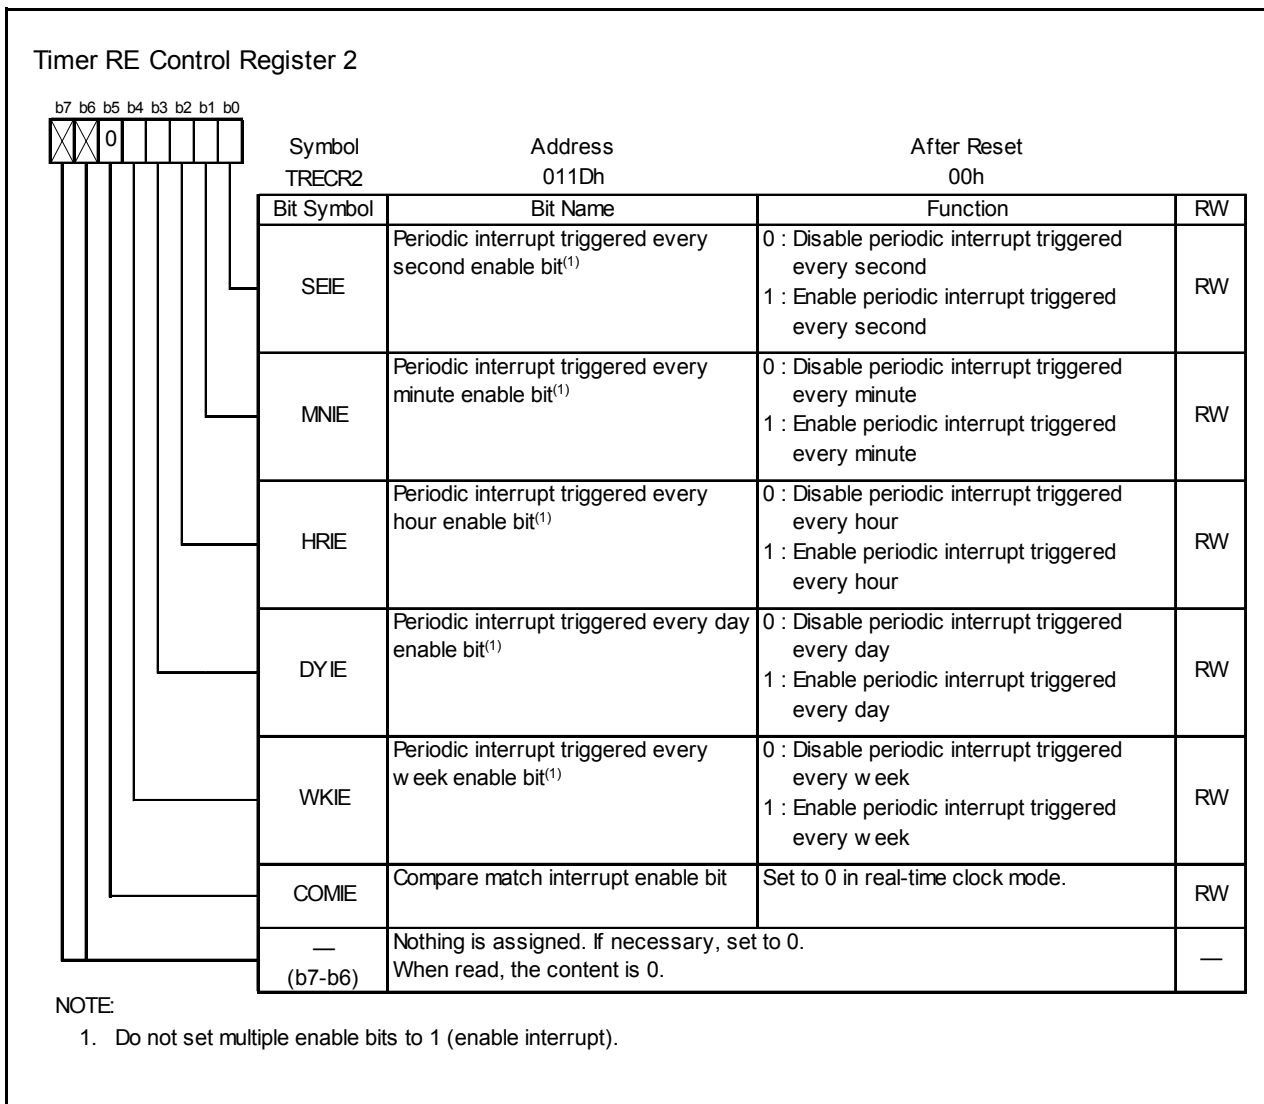 Timer RE Control Register 2
b7 b6 b5 b4 b3 b2 b1 b0
0
Symbol Address After Reset
TRECR2 011Dh 00h
Bit Symbol Bit Name Function RW
SEIE
Periodic interrupt triggered every
second enable bit(1)
0 : Disable periodic interrupt triggered
every second
1 : Enable periodic interrupt triggered
every second
RW
MNIE
Periodic interrupt triggered every
minute enable bit(1)
0 : Disable periodic interrupt triggered
every minute
1 : Enable periodic interrupt triggered
every minute
RW
HRIE
Periodic interrupt triggered every
hour enable bit(1)
0 : Disable periodic interrupt triggered
every hour
1 : Enable periodic interrupt triggered
every hour
RW
DYIE
Periodic interrupt triggered every day
enable bit(1)
0 : Disable periodic interrupt triggered
every day
1 : Enable periodic interrupt triggered
every day
RW
WKIE
Periodic interrupt triggered every
week enable bit(1)
0 : Disable periodic interrupt triggered
every week
1 : Enable periodic interrupt triggered
every week
RW
COMIE
Compare match interrupt enable bit
Set to 0 in real-time clock mode.
RW
—
(b7-b6)
Nothing is assigned. If necessary, set to 0.
When read, the content is 0.
—
NOTE:
1. Do not set multiple enable bits to 1 (enable interrupt).